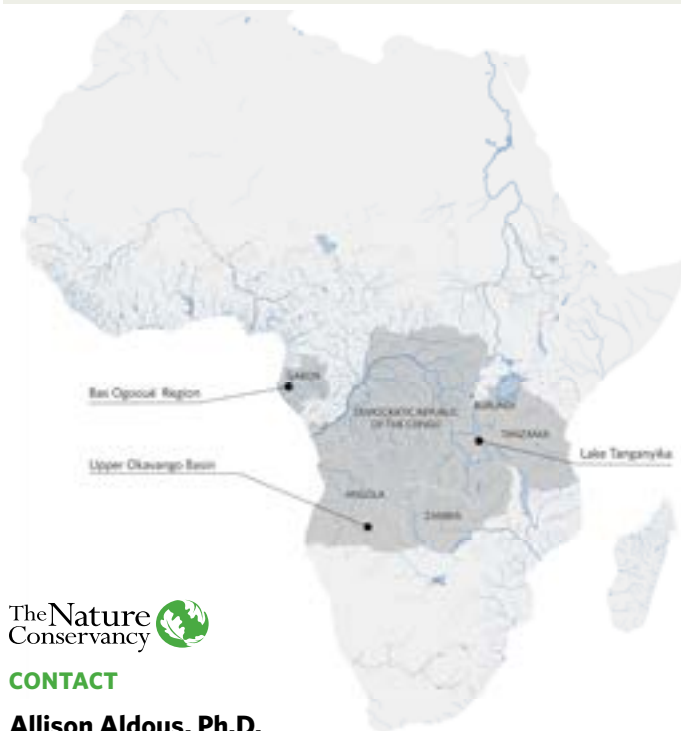 GABON
Bas Ogooué Region
BURUNDI
DEMOCRATIC REPUBLIC
OF THE CONGO
TANZANIA
Lake Tanganyika
Upper Okavango Basin
ANGOLA
ZAMBIA
The Nature
Conservancy
CONTACT
Allison Aldous, Ph.D.